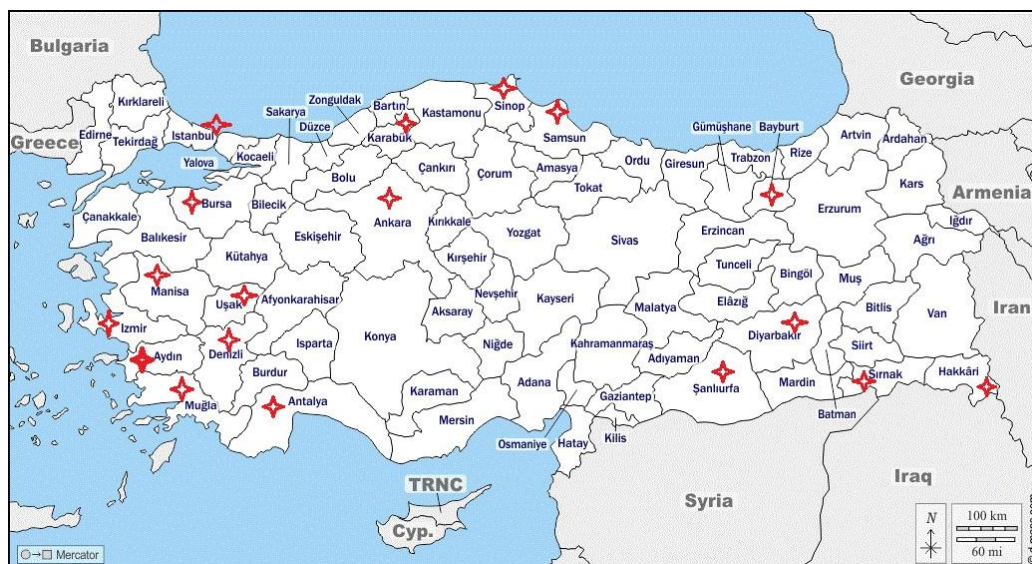 Bulgaria
Georgia
Greece
Armenia
Iran
Iraq
Syria
TRNC
Cyp.
Kırklareli
Edirne
Tekirdağ
Istanbul
Yalova
Kocaeli
Sakarya
Düzce
Zonguldak
Bartın
Karabük
Kastamonu
Sinop
Samsun
Bolu
Çankırı
Çorum
Amasya
Tokat
Ordu
Giresun
Gümüşhane
Trabzon
Bayburt
Rize
Artvin
Ardahan
Kars
Iğdır
Ağrı
Erzurum
Erzincan
Çanakkale
Balıkesir
Bursa
Bilecik
Eskişehir
Ankara
Kırıkkale
Kırşehir
Yozgat
Sivas
Kütahya
Manisa
Uşak
Afyonkarahisar
İzmir
Aydın
Denizli
Muğla
Burdur
Isparta
Antalya
Konya
Aksaray
Nevşehir
Niğde
Kayseri
Karaman
Mersin
Adana
Osmaniye
Hatay
Kilis
Gaziantep
Kahramanmaraş
Malatya
Adıyaman
Şanlıurfa
Elâzığ
Tunceli
Bingöl
Muş
Bitlis
Van
Diyarbakır
Batman
Siirt
Mardin
Sırnak
Hakkâri
Mercator
N
100 km
60 mi